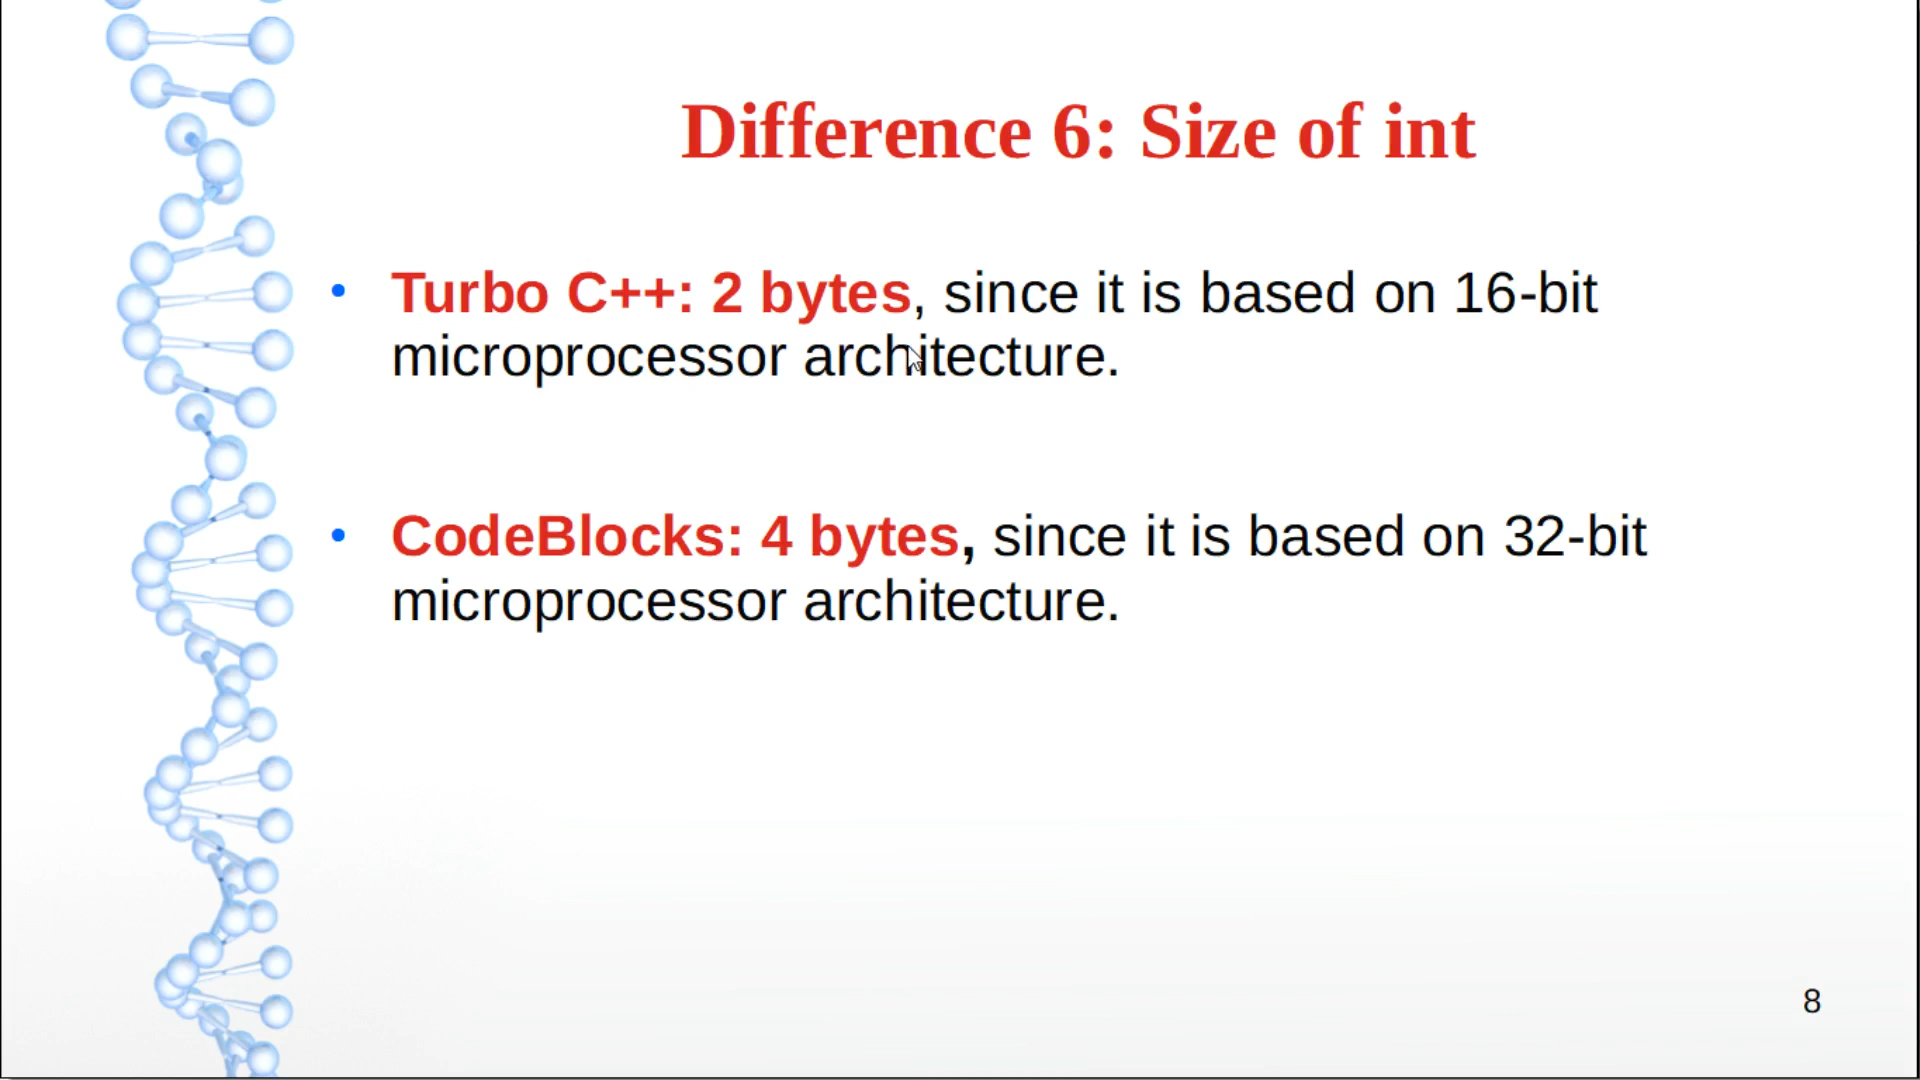 Difference 6: Size of int
• Turbo C++: 2 bytes, since it is based on 16-bit
microprocessor architecture.
• CodeBlocks: 4 bytes, since it is based on 32-bit
microprocessor architecture.
8